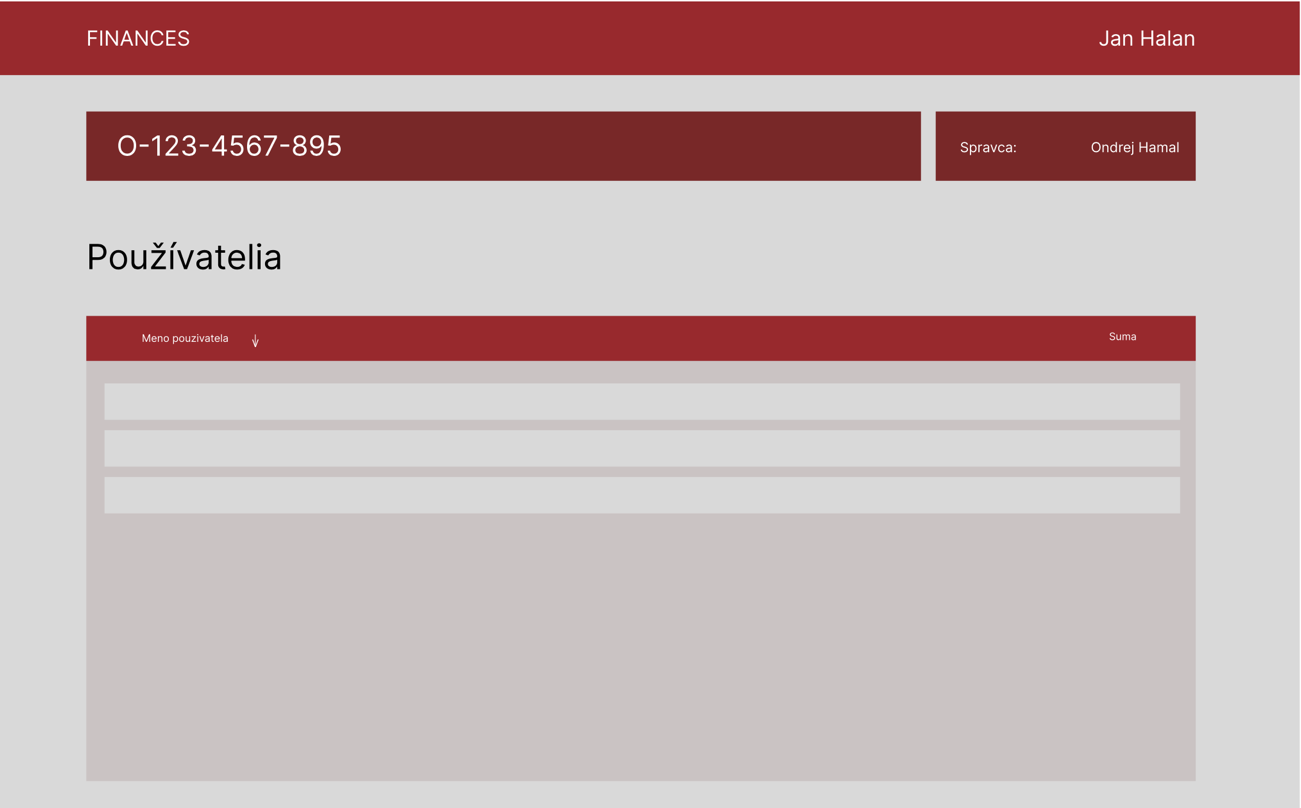 FINANCES Jan Halan
O-123-4567-895 Spravca: Ondrej Hamal
Používatelia
Meno pouzivatela ↓ Suma